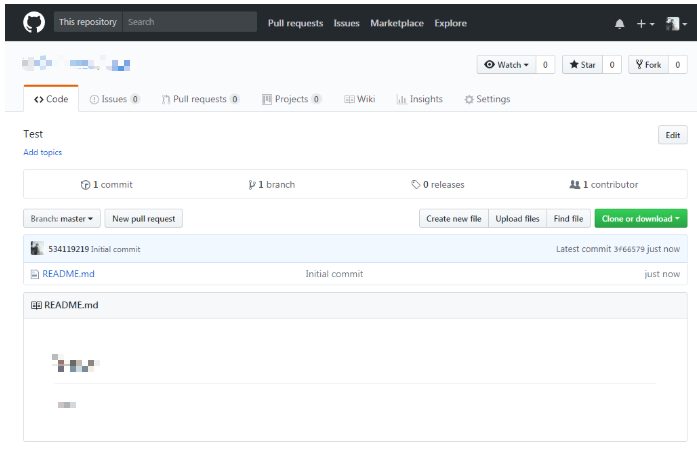 This repository Search Pull requests Issues Marketplace Explore
Watch 0 Star 0 Fork 0
Code Issues 0 Pull requests 0 Projects 0 Wiki Insights Settings
Test Edit
Add topics
1 commit 1 branch 0 releases 1 contributor
Branch: master New pull request Create new file Upload files Find file Clone or download
534119219 Initial commit Latest commit 3f66579 just now
README.md Initial commit just now
README.md